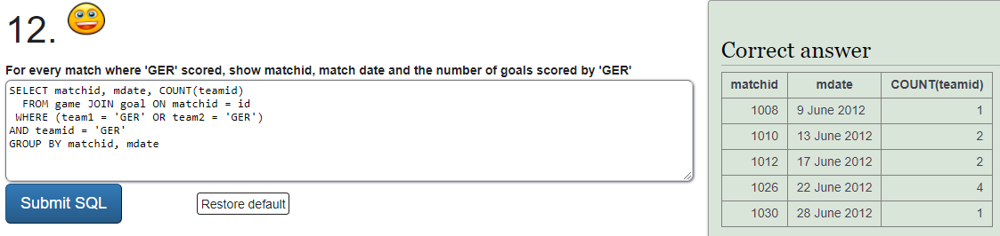 12.
For every match where 'GER' scored, show matchid, match date and the number of goals scored by 'GER'
SELECT matchid, mdate, COUNT(teamid)
FROM game JOIN goal ON matchid = id
WHERE (team1 = 'GER' OR team2 = 'GER')
AND teamid = 'GER'
GROUP BY matchid, mdate
Submit SQL
Restore default
Correct answer
matchid mdate COUNT(teamid)
1008 9 June 2012 1
1010 13 June 2012 2
1012 17 June 2012 2
1026 22 June 2012 4
1030 28 June 2012 1